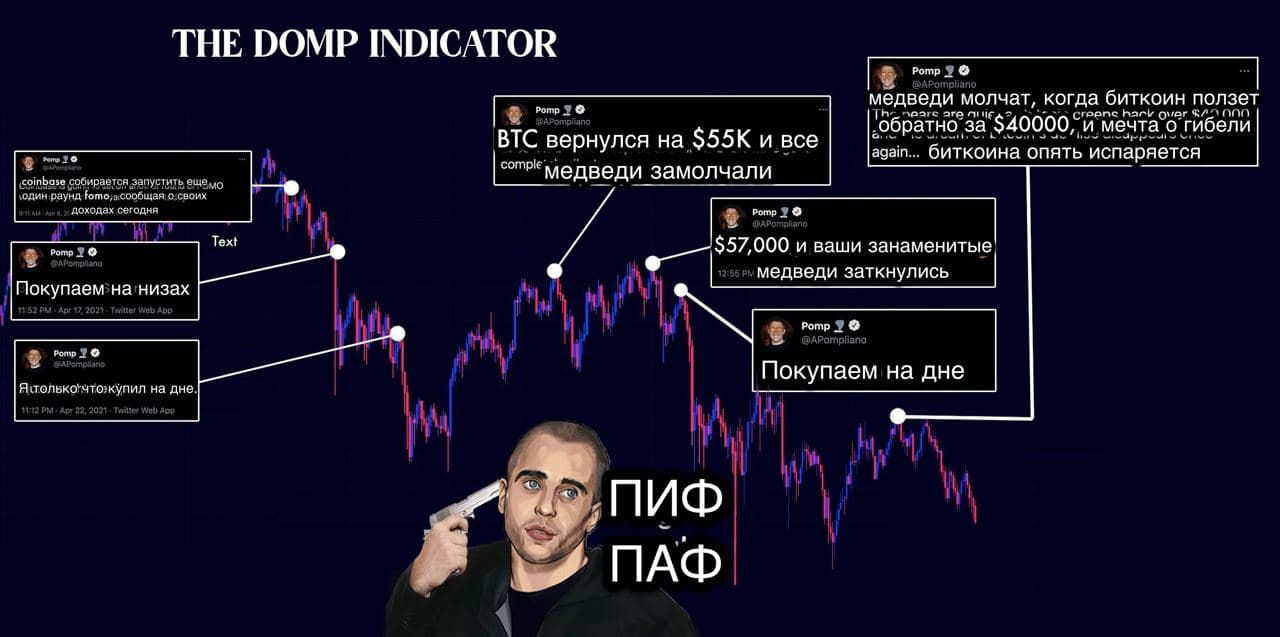 THE DOMP INDICATOR
Pomp
@APompliano
coinbase собирается запустить еще
один раунд fomo, сообщая о своих
доходах сегодня
9:11 AM · Apr 6, 20
Text
Pomp
@APompliano
Покупаем на низах
11:52 PM · Apr 17, 2021 · Twitter Web App
Pomp
@APompliano
Я только что купил на дне.
11:12 PM · Apr 22, 2021 · Twitter Web App
Pomp
@APompliano
BTC вернулся на $55K и все
медведи замолчали
Pomp
@APompliano
$57,000 и ваши занаменитые
12:55 PM медведи заткнулись
Pomp
@APompliano
Покупаем на дне
Pomp
@APompliano
медведи молчат, когда биткоин ползет
обратно за $40000, и мечта о гибели
again... биткоина опять испаряется
ПИФ
ПАФ